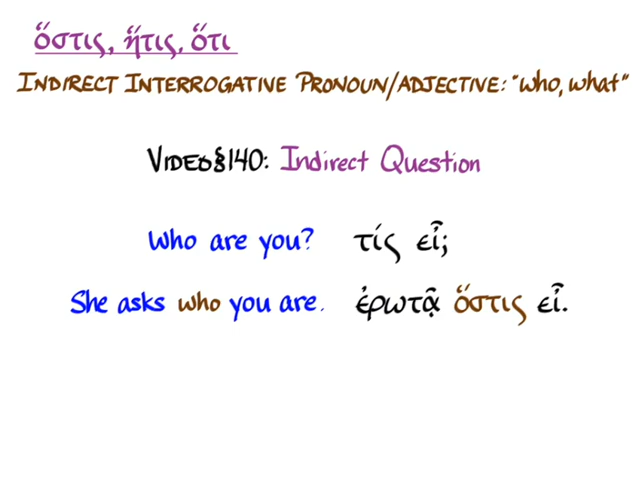 ὅστις, ἥτις, ὅτι
INDIRECT INTERROGATIVE PRONOUN/ADJECTIVE: "who, what"
VIDEO§140: Indirect Question
Who are you? τίς εἶ;
She asks who you are. ἐρωτᾷ ὅστις εἶ.